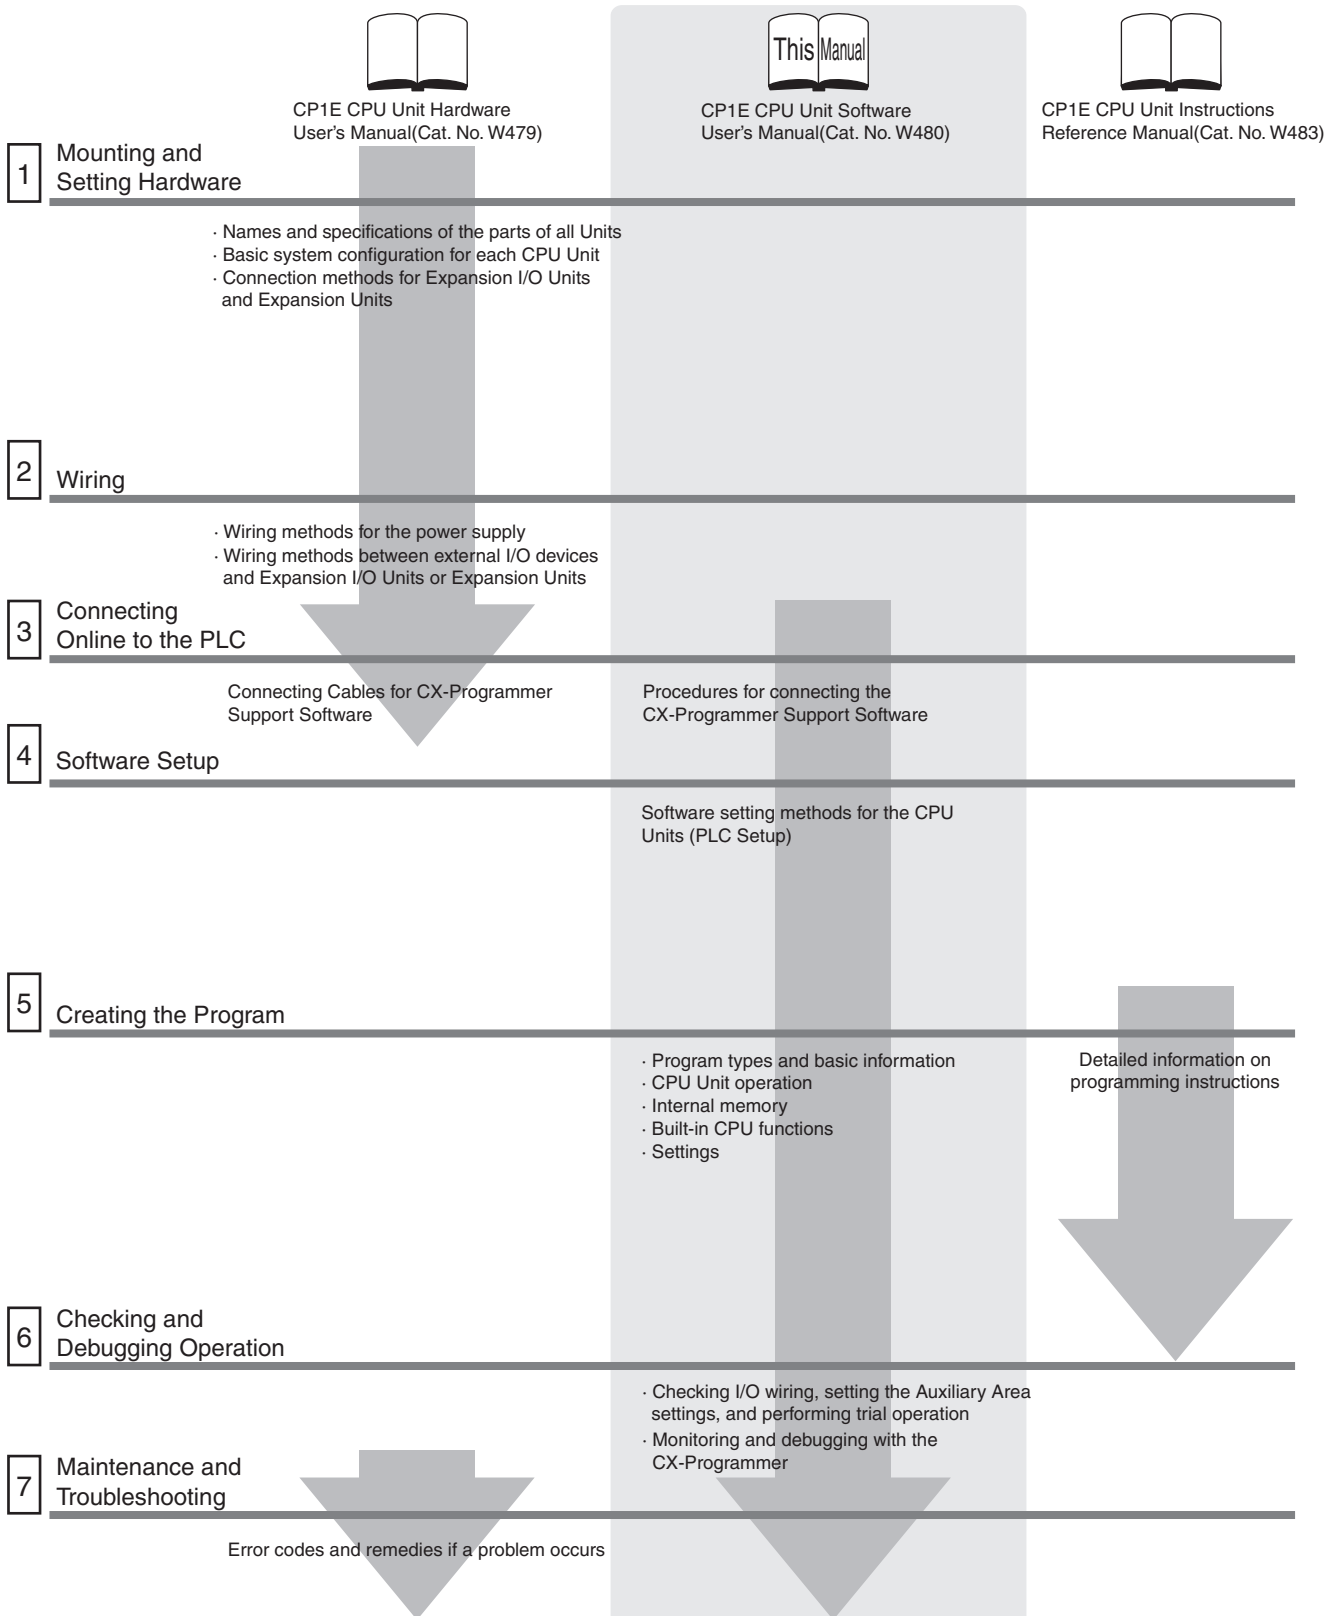 This Manual
CP1E CPU Unit Hardware
User's Manual(Cat. No. W479)
CP1E CPU Unit Software
User's Manual(Cat. No. W480)
CP1E CPU Unit Instructions
Reference Manual(Cat. No. W483)
1
Mounting and
Setting Hardware
· Names and specifications of the parts of all Units
· Basic system configuration for each CPU Unit
· Connection methods for Expansion I/O Units
and Expansion Units
2
Wiring
· Wiring methods for the power supply
· Wiring methods between external I/O devices
and Expansion I/O Units or Expansion Units
3
Connecting
Online to the PLC
Connecting Cables for CX-Programmer
Support Software
Procedures for connecting the
CX-Programmer Support Software
4
Software Setup
Software setting methods for the CPU
Units (PLC Setup)
5
Creating the Program
· Program types and basic information
· CPU Unit operation
· Internal memory
· Built-in CPU functions
· Settings
Detailed information on
programming instructions
6
Checking and
Debugging Operation
· Checking I/O wiring, setting the Auxiliary Area
settings, and performing trial operation
· Monitoring and debugging with the
CX-Programmer
7
Maintenance and
Troubleshooting
Error codes and remedies if a problem occurs